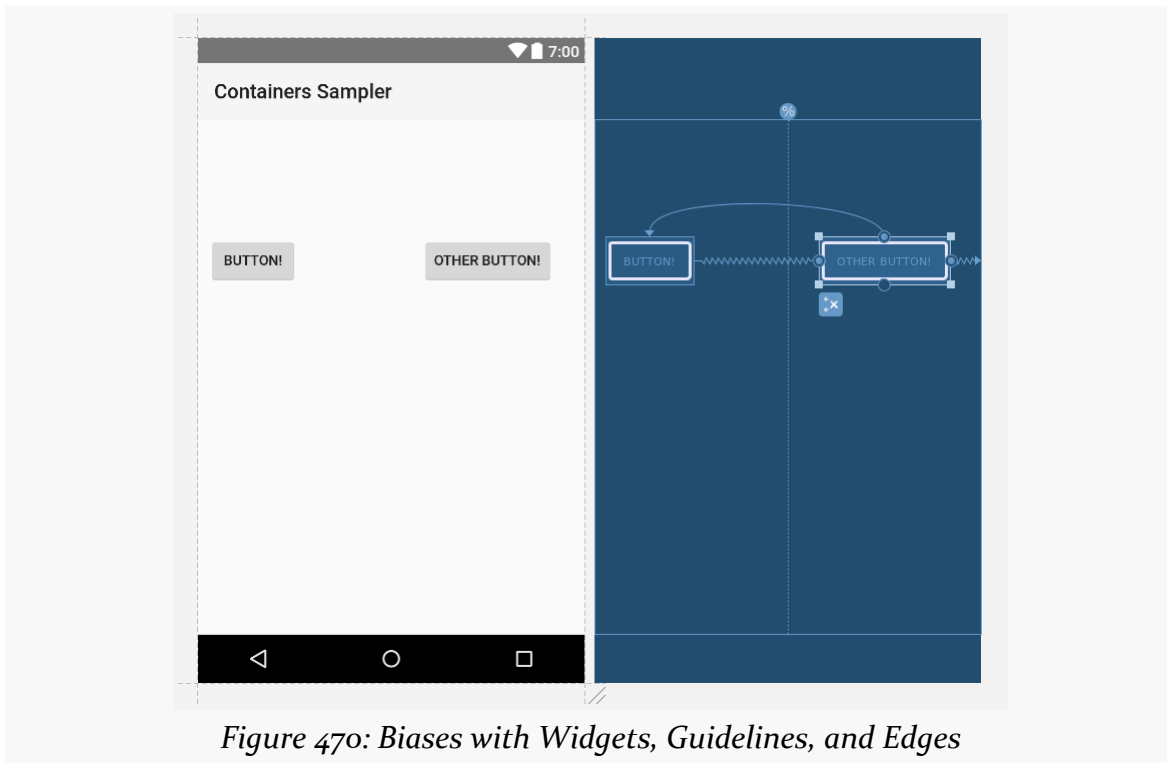 7:00
Containers Sampler
%
BUTTON!
OTHER BUTTON!
BUTTON!
OTHER BUTTON!
Figure 470: Biases with Widgets, Guidelines, and Edges